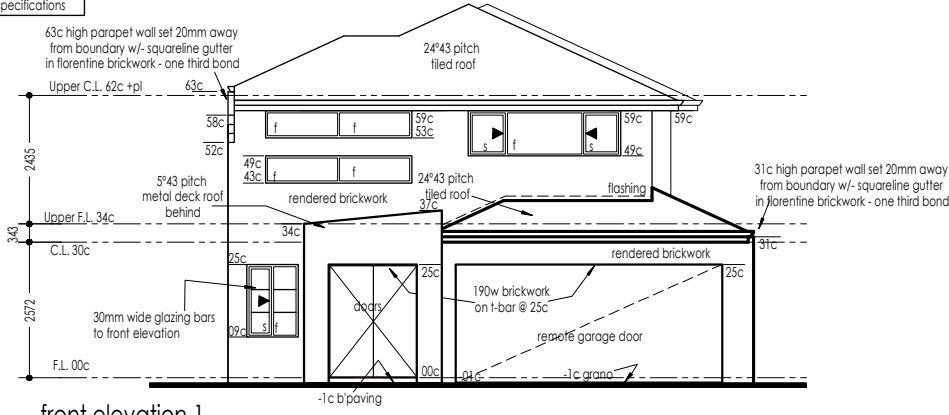 specifications
63c high parapet wall set 20mm away
from boundary w/- squareline gutter
in florentine brickwork - one third bond
24°43 pitch
tiled roof
Upper C.L. 62c +pl
63c
58c
52c
f
f
59c
53c
s
f
s
59c
49c
59c
2435
49c
43c
f
f
5°43 pitch
metal deck roof
behind
rendered brickwork
24°43 pitch
tiled roof
flashing
31c high parapet wall set 20mm away
from boundary w/- squareline gutter
in florentine brickwork - one third bond
37c
Upper F.L. 34c
34c
343
C.L. 30c
31c
rendered brickwork
25c
25c
25c
190w brickwork
on t-bar @ 25c
2572
30mm wide glazing bars
to front elevation
doors
s
f
09c
remote garage door
F.L. 00c
00c
-01c
-1c grano
-1c b'paving
front elevation 1